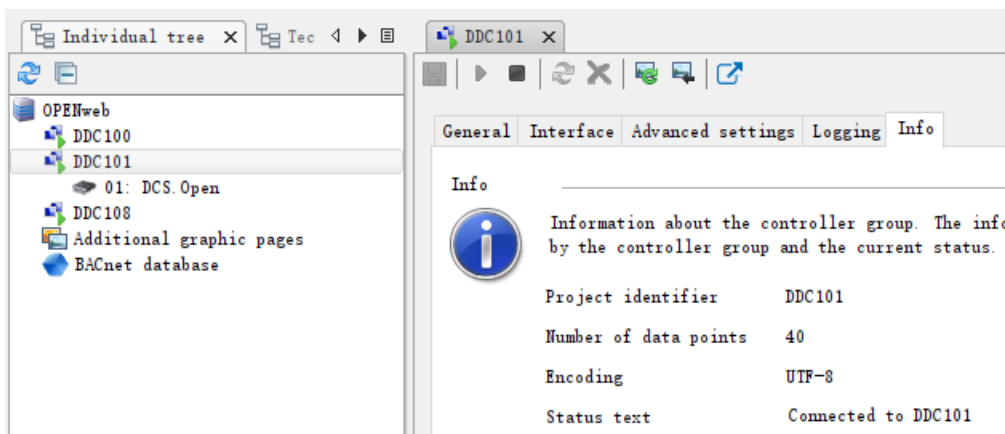 Individual tree
Tec
OPENweb
DDC100
DDC101
01: DCS.Open
DDC108
Additional graphic pages
BACnet database
DDC101
General Interface Advanced settings Logging Info
Info
Information about the controller group. The info
by the controller group and the current status.
Project identifier DDC101
Number of data points 40
Encoding UTF-8
Status text Connected to DDC101